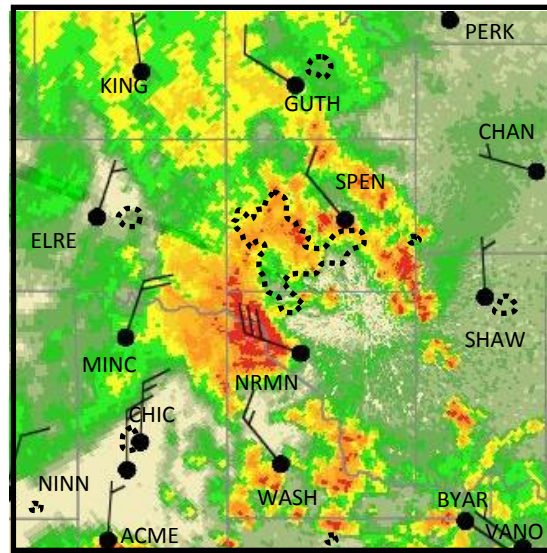 PERK
KING
GUTH
CHAN
SPEN
ELRE
SHAW
MINC
NRMN
CHIC
NINN
WASH
BYAR
ACME
VANO